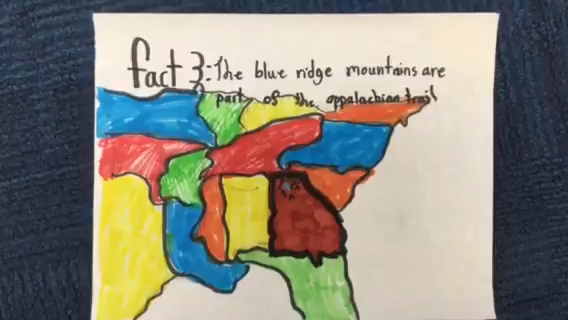 fact 3: The blue ridge mountains are
part of the appalachian trail